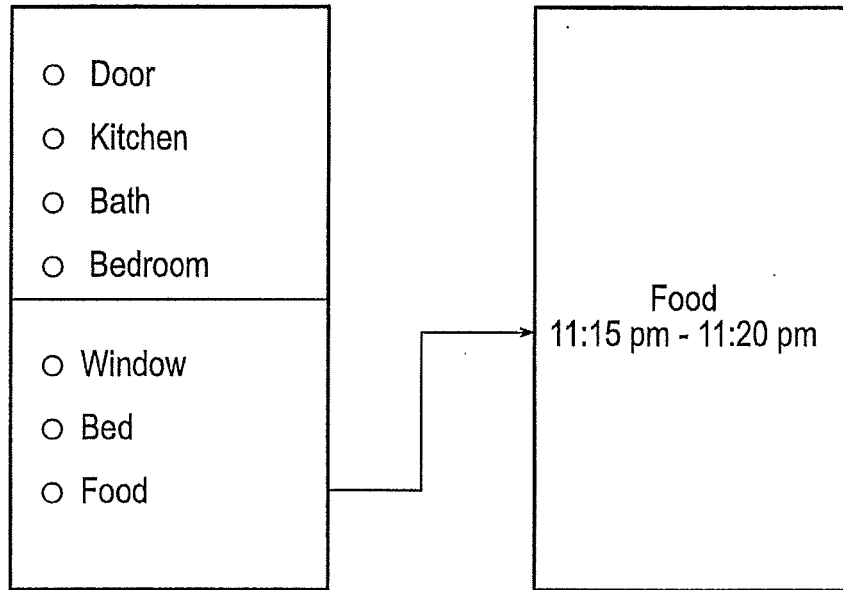 Door
Kitchen
Bath
Bedroom
Window
Bed
Food
Food
11:15 pm - 11:20 pm